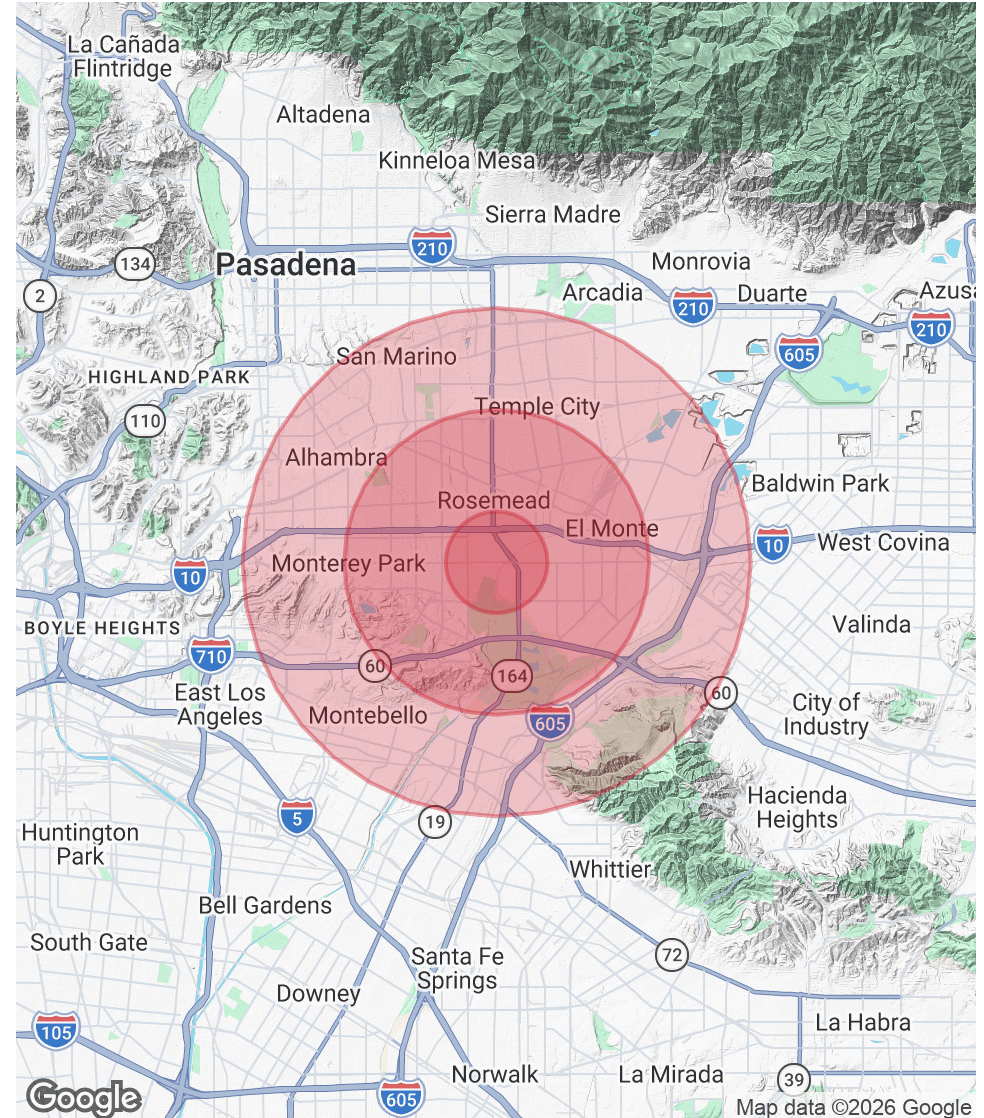 La Cañada
Flintridge
Altadena
Kinneloa Mesa
Sierra Madre
210
134
Pasadena
Monrovia
2
Arcadia
210
Duarte
Azusa
210
605
San Marino
HIGHLAND PARK
Temple City
110
Alhambra
Baldwin Park
Rosemead
El Monte
10
West Covina
Monterey Park
10
BOYLE HEIGHTS
Valinda
710
60
164
60
East Los
Angeles
City of
Industry
Montebello
605
Hacienda
Heights
5
19
Huntington
Park
Whittier
Bell Gardens
South Gate
72
Santa Fe
Springs
Downey
La Habra
105
Norwalk
La Mirada
39
605
Google
Map data ©2026 Google